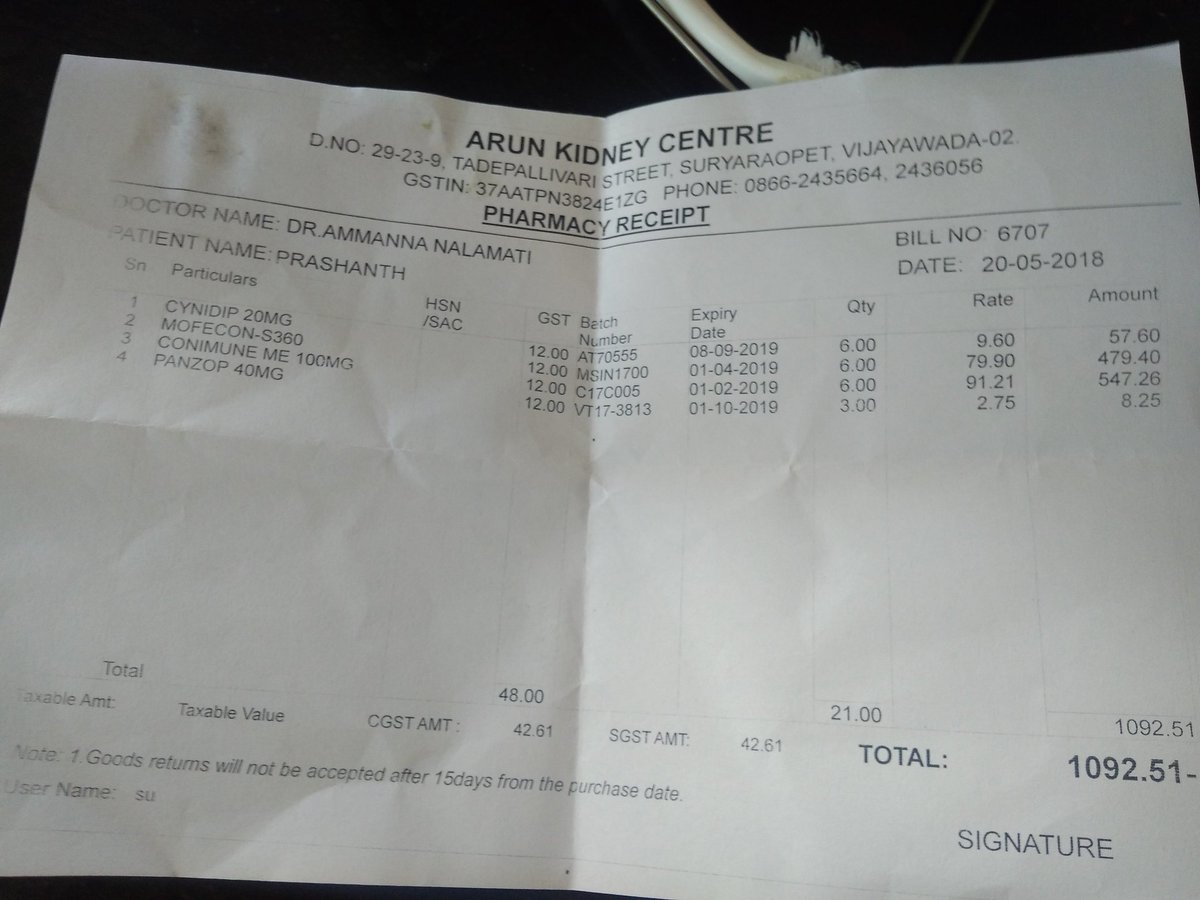 ARUN KIDNEY CENTRE
D.NO: 29-23-9, TADEPALLIVARI STREET, SURYARAOPET, VIJAYAWADA-02.
GSTIN: 37AATPN3824E1ZG PHONE: 0866-2435664, 2436056
PHARMACY RECEIPT
DOCTOR NAME: DR.AMMANNA NALAMATI BILL NO: 6707
PATIENT NAME: PRASHANTH DATE: 20-05-2018
Sn Particulars HSN /SAC GST Batch Number Expiry Date Qty Rate Amount
1 CYNIDIP 20MG 12.00 AT70555 08-09-2019 6.00 9.60 57.60
2 MOFECON-S360 12.00 MSIN1700 01-04-2019 6.00 79.90 479.40
3 CONIMUNE ME 100MG 12.00 C17C005 01-02-2019 6.00 91.21 547.26
4 PANZOP 40MG 12.00 VT17-3813 01-10-2019 3.00 2.75 8.25
Total 48.00 21.00 1092.51
Taxable Amt: Taxable Value CGST AMT : 42.61 SGST AMT: 42.61 TOTAL: 1092.51-
Note: 1.Goods returns will not be accepted after 15days from the purchase date.
User Name: su
SIGNATURE